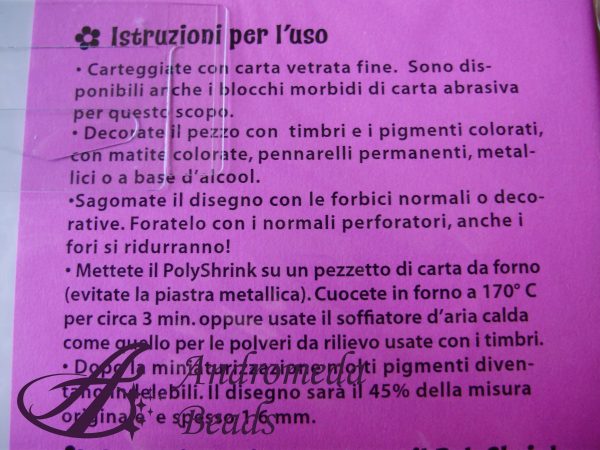 Istruzioni per l'uso
• Carteggiate con carta vetrata fine. Sono dis-
ponibili anche i blocchi morbidi di carta abrasiva
per questo scopo.
• Decorate il pezzo con timbri e i pigmenti colorati,
con matite colorate, pennarelli permanenti, metal-
lici o a base d'alcool.
•Sagomate il disegno con le forbici normali o deco-
rative. Foratelo con i normali perforatori, anche i
fori si ridurranno!
• Mettete il PolyShrink su un pezzetto di carta da forno
(evitate la piastra metallica). Cuocete in forno a 170° C
per circa 3 min. oppure usate il soffiatore d'aria calda
come quello per le polveri da rilievo usate con i timbri.
• Dopo la miniaturizzazione molti pigmenti diven-
tano indelebili. Il disegno sarà il 45% della misura
originale e spesso 1,6 mm.
Andromeda
Beads